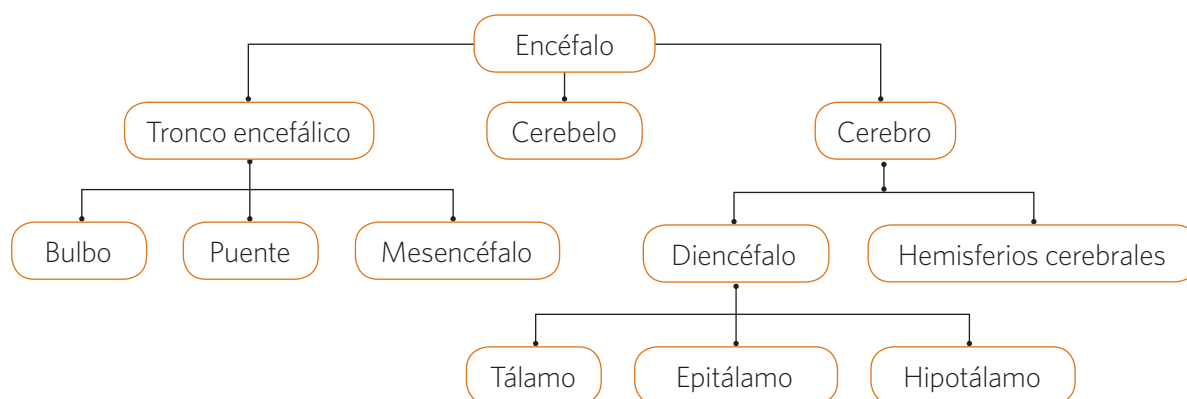 Encéfalo
Tronco encefálico
Cerebelo
Cerebro
Bulbo
Puente
Mesencéfalo
Diencéfalo
Hemisferios cerebrales
Tálamo
Epitálamo
Hipotálamo